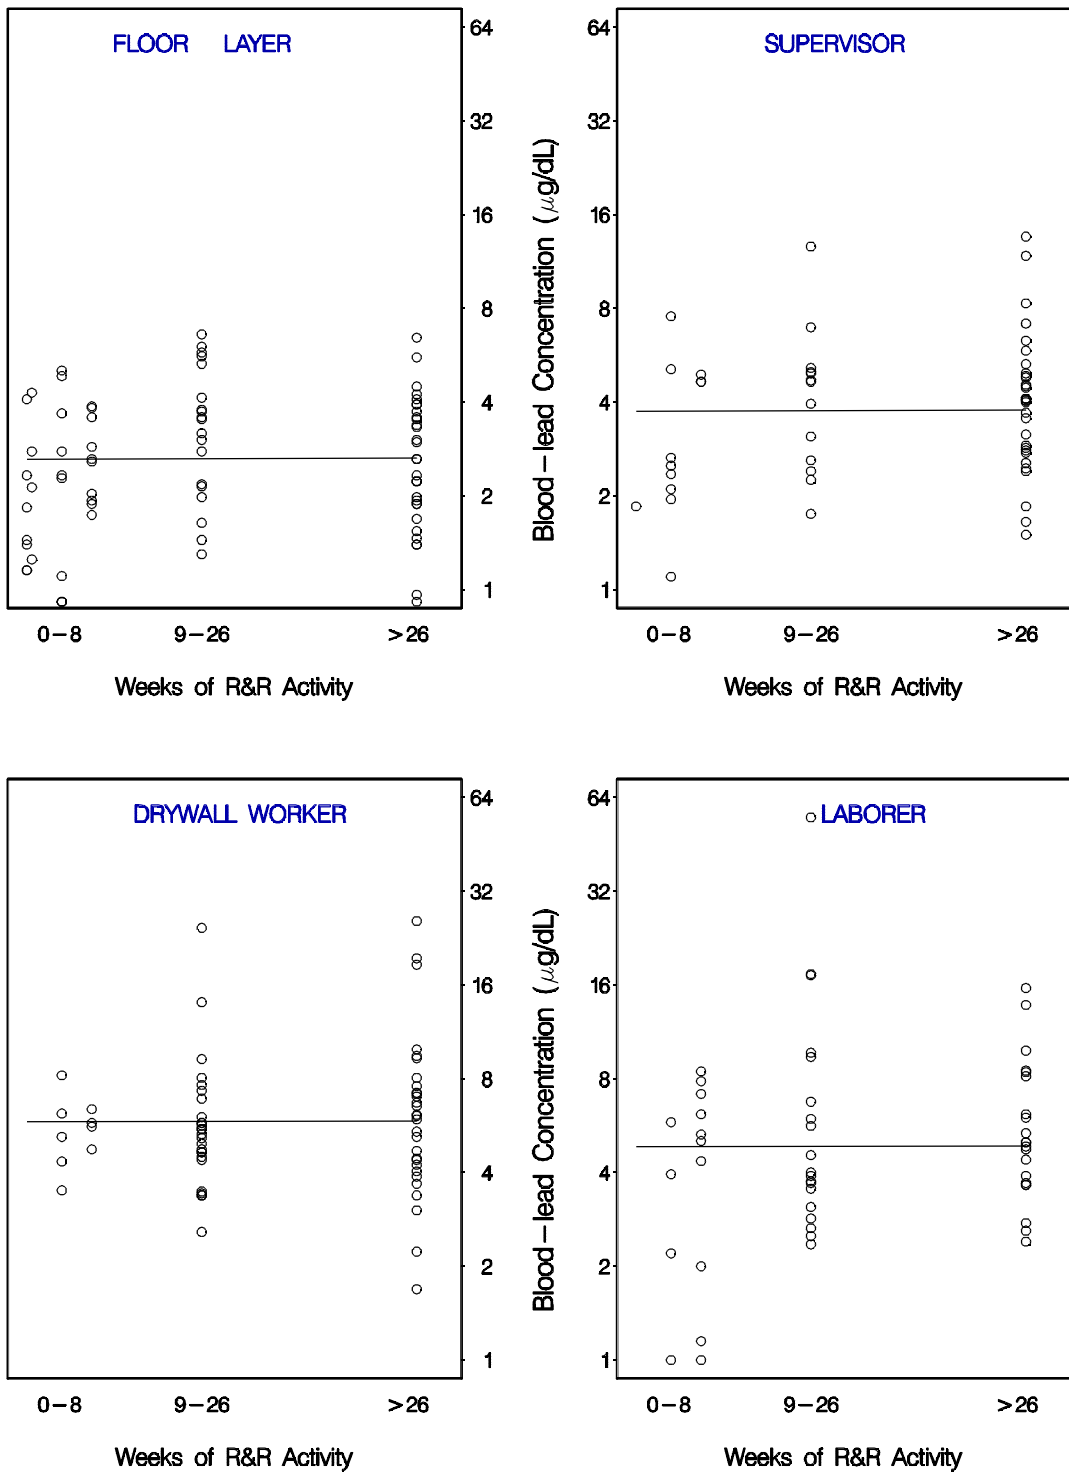 FLOOR LAYER
64
32
16
8
4
2
1
0-8 9-26 >26
Weeks of R&R Activity
Blood-lead Concentration (μg/dL)
SUPERVISOR
64
32
16
8
4
2
1
0-8 9-26 >26
Weeks of R&R Activity
DRYWALL WORKER
64
32
16
8
4
2
1
0-8 9-26 >26
Weeks of R&R Activity
Blood-lead Concentration (μg/dL)
LABORER
64
32
16
8
4
2
1
0-8 9-26 >26
Weeks of R&R Activity